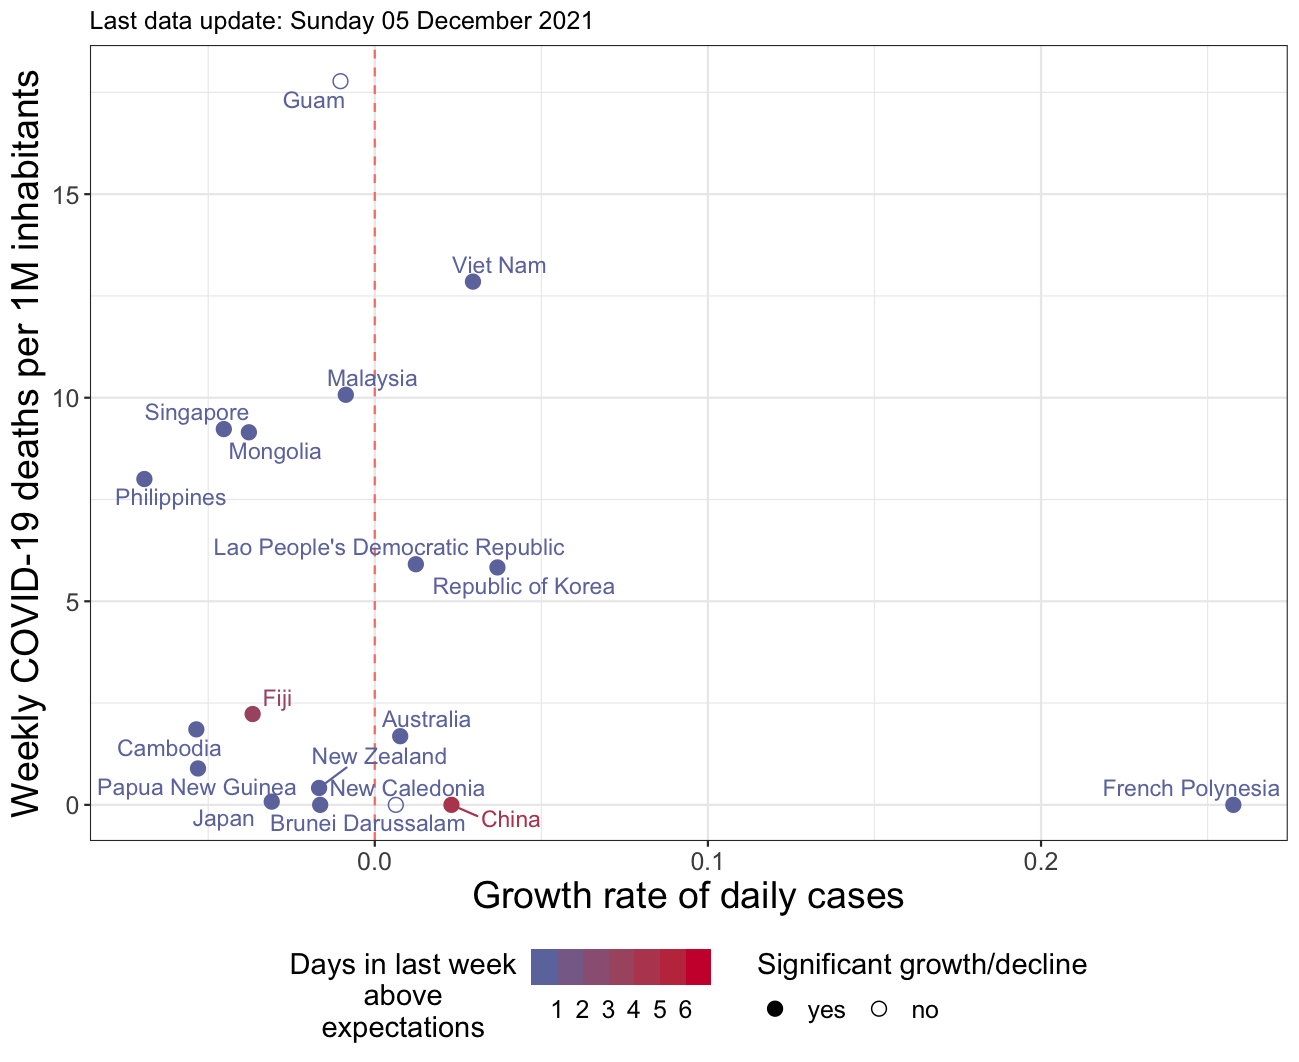 Last data update: Sunday 05 December 2021
Weekly COVID-19 deaths per 1M inhabitants
15
10
5
0
Guam
Viet Nam
Malaysia
Singapore
Mongolia
Philippines
Lao People's Democratic Republic
Republic of Korea
Fiji
Australia
Cambodia
New Zealand
Papua New Guinea
New Caledonia
French Polynesia
Japan
Brunei Darussalam
China
0.0
0.1
0.2
Growth rate of daily cases
Days in last week
above
expectations
1 2 3 4 5 6
Significant growth/decline
yes
no